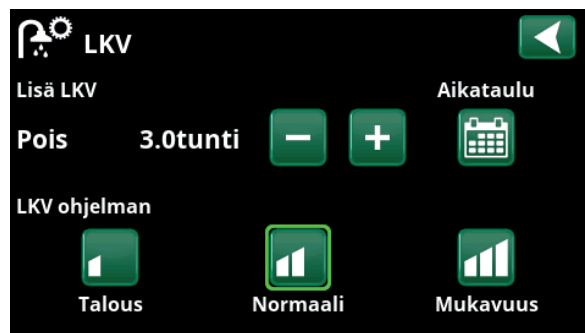 LKV
Lisä LKV Aikataulu
Pois 3.0tunti − +
LKV ohjelman
Talous Normaali Mukavuus